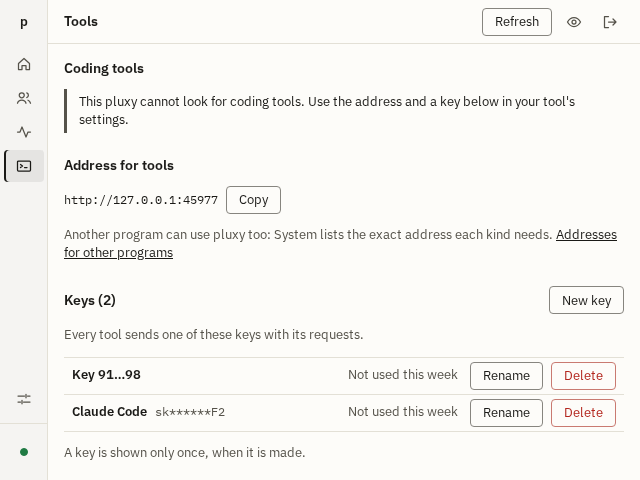 p
Tools
Refresh
Coding tools
This pluxy cannot look for coding tools. Use the address and a key below in your tool's
settings.
Address for tools
http://127.0.0.1:45977
Copy
Another program can use pluxy too: System lists the exact address each kind needs. Addresses
for other programs
Keys (2)
New key
Every tool sends one of these keys with its requests.
Key 91…98
Not used this week
Rename
Delete
Claude Code sk******F2
Not used this week
Rename
Delete
A key is shown only once, when it is made.